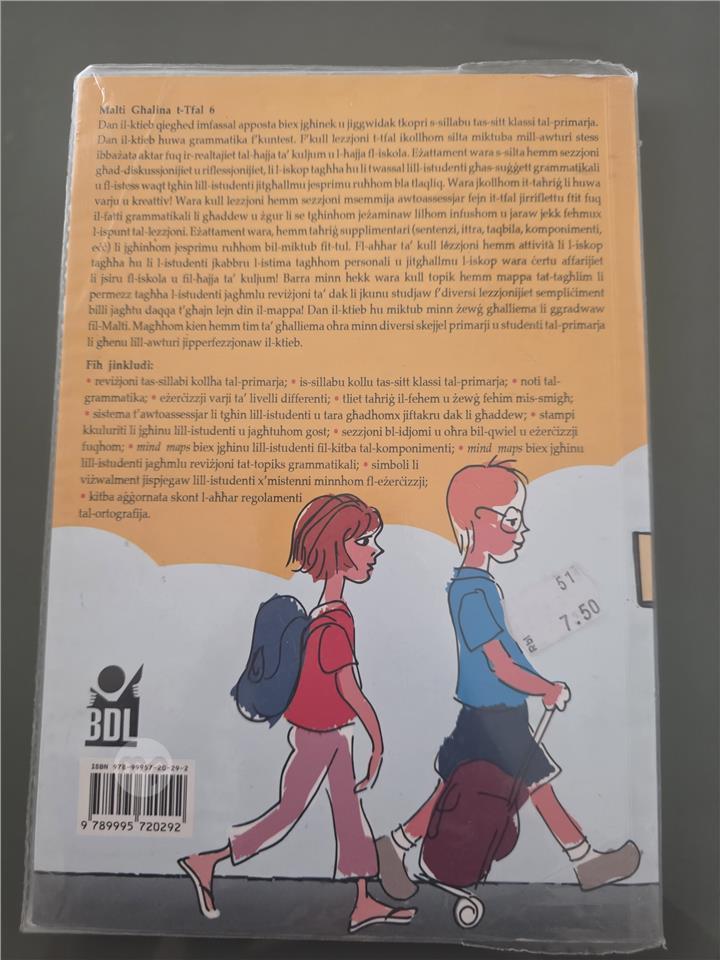 Malti Għalina t-Tfal 6
Dan il-ktieb qiegħed imfassal apposta biex jgħinek u jiggwidak tkopri s-sillabu tas-sitt klassi tal-primarja.
Dan il-ktieb huwa grammatika f'kuntest. F'kull lezzjoni t-tfal ikollhom silta miktuba mill-awturi stess
ibbażata aktar fuq ir-realtajiet tal-ħajja ta' kuljum u l-ħajja fl-iskola. Eżattament wara s-silta hemm sezzjoni
għad-diskussjonijiet u riflessjonijiet, li l-iskop tagħha hu li twassal lill-istudenti għas-suġġett grammatikali
u fl-istess waqt tgħin lill-istudenti jitgħallmu jesprimu ruħhom bla tlaqliq. Wara jkollhom it-taħriġ li huwa
varju u kreattiv! Wara kull lezzjoni hemm sezzjoni msemmija awtoassessjar fejn it-tfal jirriflettu ftit fuq
il-fatti grammatikali li għaddew u żgur li se tgħinhom jeżaminaw lilhom infushom u jaraw jekk fehmux
l-ispunt tal-lezzjoni. Eżattament wara, hemm taħriġ supplimentari (sentenzi, ittra, taqbila, komponimenti,
eċċ) li jgħinhom jesprimu ruħhom bil-miktub fit-tul. Fl-aħħar ta' kull lezzjoni hemm attività li l-iskop
tagħha hu li l-istudenti jkabbru l-istima tagħhom personali u jitgħallmu l-iskop wara ċertu affarijiet
li jsiru fl-iskola u fil-ħajja ta' kuljum! Barra minn hekk wara kull topik hemm mappa tat-tagħlim li
permezz tagħha l-istudenti jagħmlu reviżjoni ta' dak li jkunu studjaw f'diversi lezzjonijiet sempliċiment
billi jagħtu daqqa t'għajn lejn din il-mappa! Dan il-ktieb hu miktub minn żewġ għalliema li ggradwaw
fil-Malti. Magħhom kien hemm tim ta' għalliema oħra minn diversi skejjel primarji u studenti tal-primarja
li għenu lill-awturi jipperfezzjonaw il-ktieb.
Fih jinkludi:
• reviżjoni tas-sillabi kollha tal-primarja; • is-sillabu kollu tas-sitt klassi tal-primarja; • noti tal-
grammatika; • eżerċizzji varji ta' livelli differenti; • tliet taħriġ il-fehem u żewġ fehim mis-smigħ;
• sistema t'awtoassessjar li tgħin lill-istudenti u tara għadhomx jiftakru dak li għaddew; • stampi
kkuluriti li jgħinu lill-istudenti u jagħtuhom gost; • sezzjoni bl-idjomi u oħra bil-qwiel u eżerċizzji
fuqhom; • mind maps biex jgħinu lill-istudenti fil-kitba tal-komponimenti; • mind maps biex jgħinu
lill-istudenti jagħmlu reviżjoni tat-topiks grammatikali; • simboli li
viżwalment jispjegaw lill-istudenti x'mistenni minnhom fl-eżerċizzji;
• kitba aġġornata skont l-aħħar regolamenti
tal-ortografija.
51
Rbl 7.50
BDL
ISBN 978-99957-20-29-2
9 789995 720292